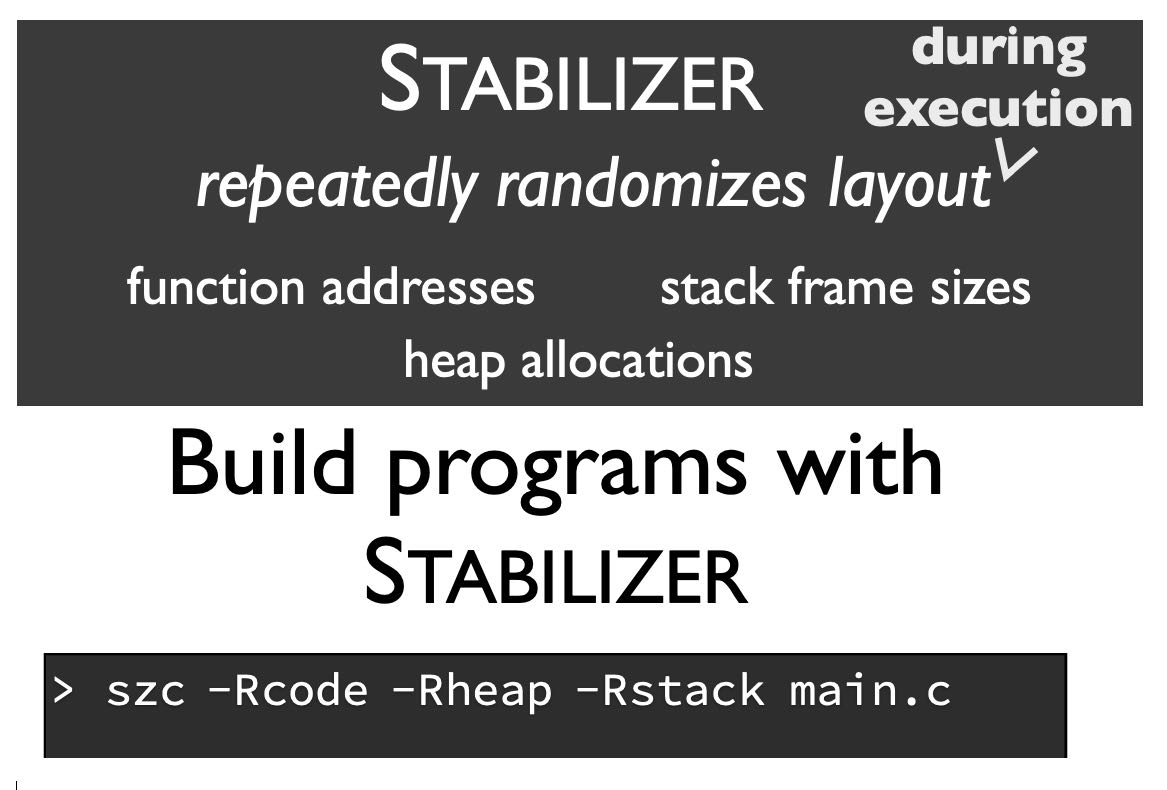 STABILIZER
during
execution
repeatedly randomizes layout
function addresses stack frame sizes
heap allocations
Build programs with
STABILIZER
> szc -Rcode -Rheap -Rstack main.c